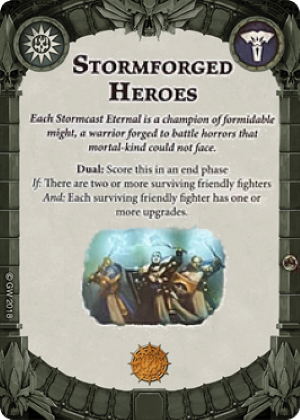 STORMFORGED
HEROES
Each Stormcast Eternal is a champion of formidable
might, a warrior forged to battle horrors that
mortal-kind could not face.
Dual: Score this in an end phase
If: There are two or more surviving friendly fighters
And: Each surviving friendly fighter has one or
more upgrades.
© GW 2018